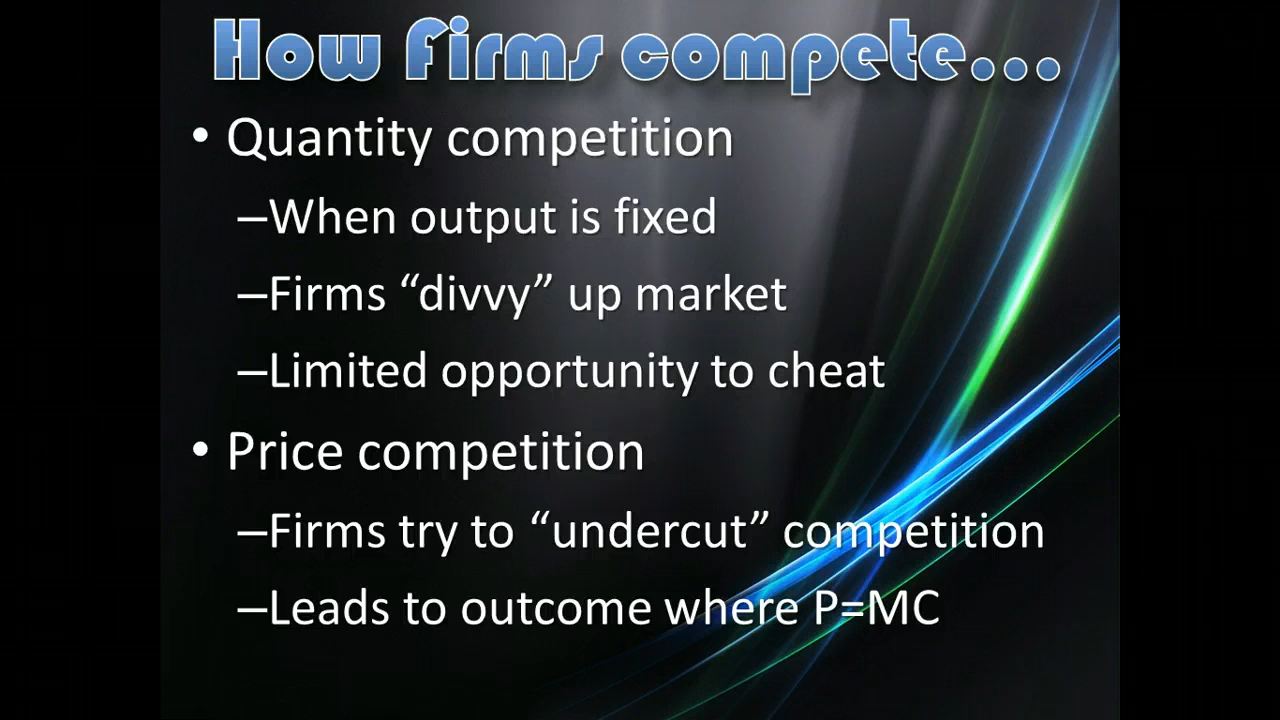 How Firms compete...
• Quantity competition
–When output is fixed
–Firms “divvy” up market
–Limited opportunity to cheat
• Price competition
–Firms try to “undercut” competition
–Leads to outcome where P=MC